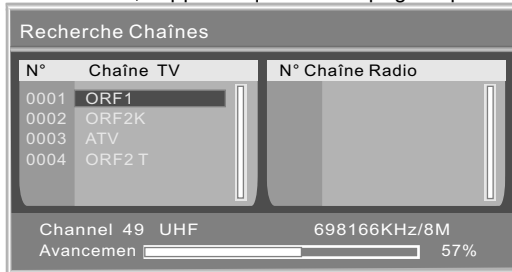 Recherche Chaînes
N° Chaîne TV
0001 ORF1
0002 ORF2K
0003 ATV
0004 ORF2 T
N° Chaîne Radio
Channel 49 UHF 698166KHz/8M
Avancemen 57%